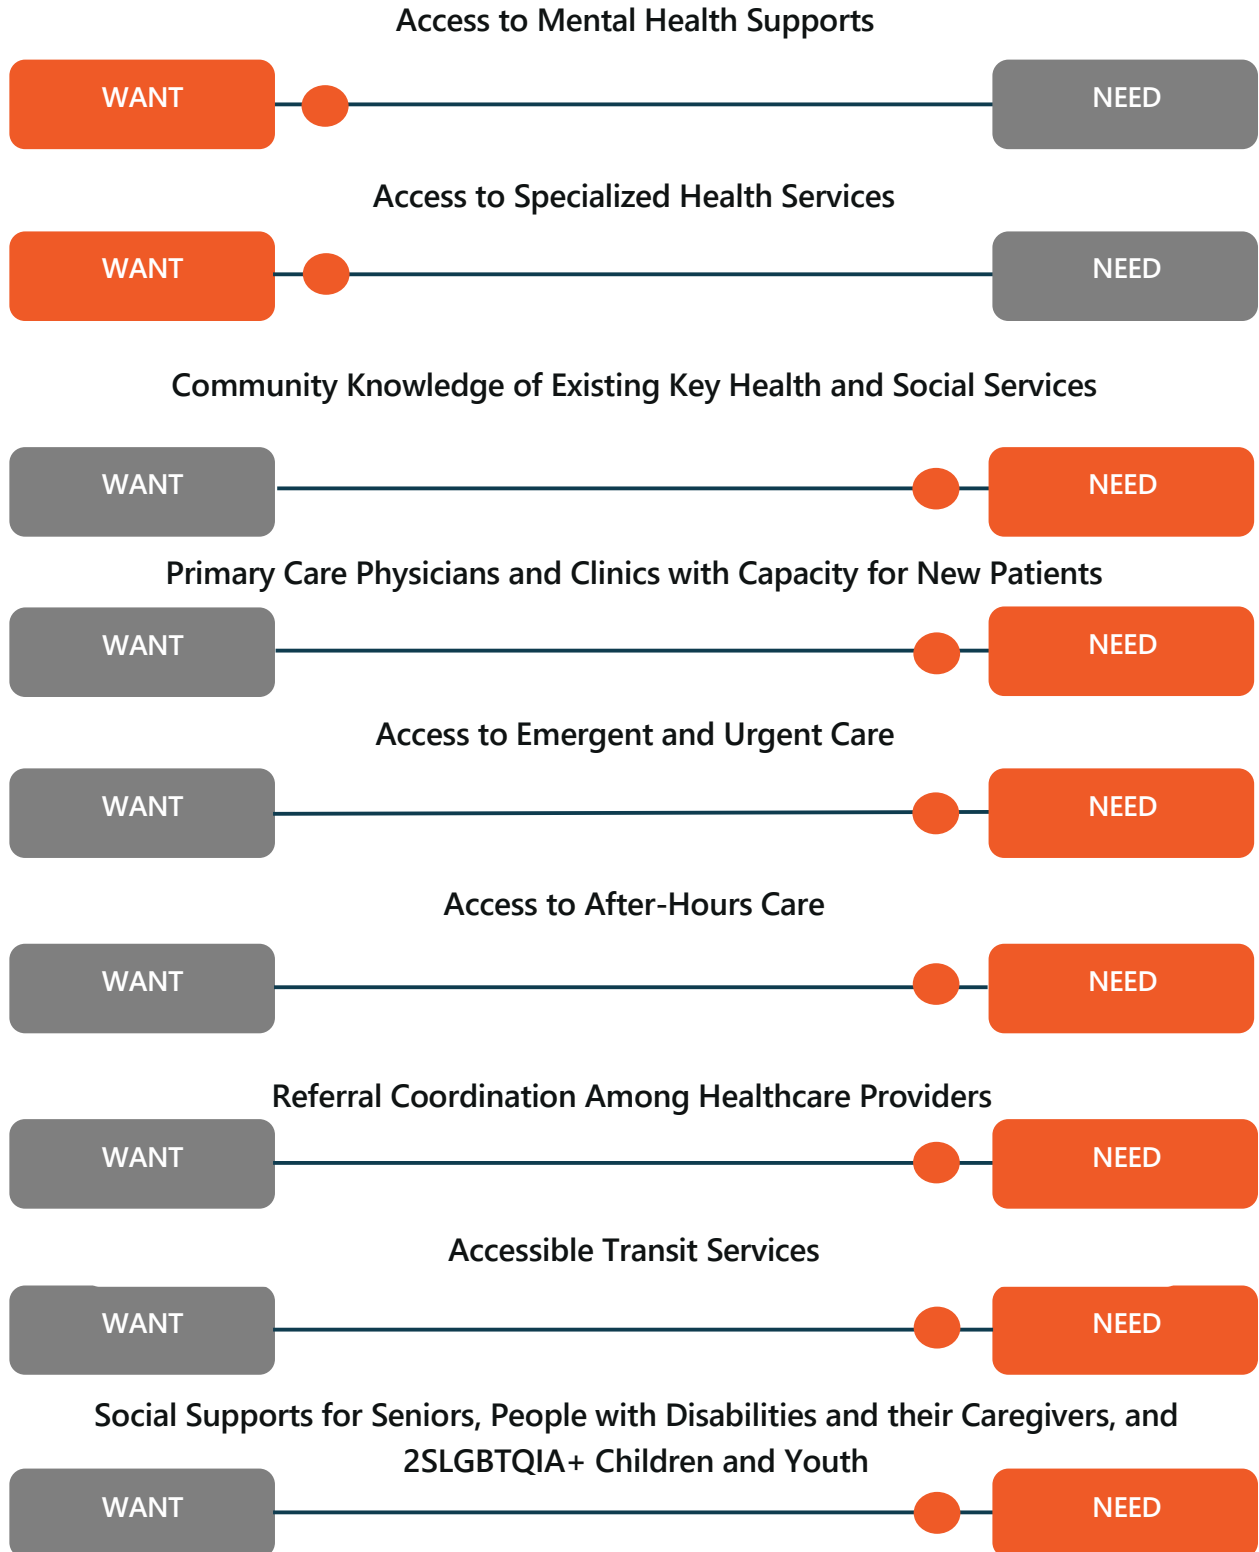 Access to Mental Health Supports
WANT NEED
Access to Specialized Health Services
WANT NEED
Community Knowledge of Existing Key Health and Social Services
WANT NEED
Primary Care Physicians and Clinics with Capacity for New Patients
WANT NEED
Access to Emergent and Urgent Care
WANT NEED
Access to After-Hours Care
WANT NEED
Referral Coordination Among Healthcare Providers
WANT NEED
Accessible Transit Services
WANT NEED
Social Supports for Seniors, People with Disabilities and their Caregivers, and
2SLGBTQIA+ Children and Youth
WANT NEED